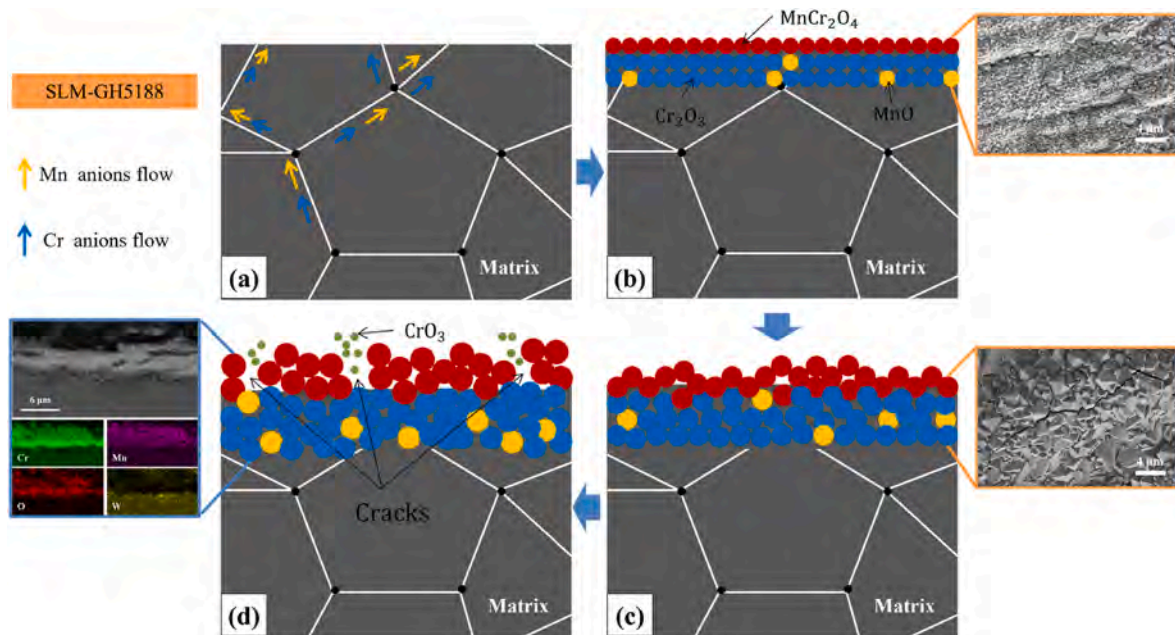 SLM-GH5188
Mn anions flow
Cr anions flow
(a)
Matrix
MnCr₂O₄
Cr₂O₃
MnO
(b)
Matrix
4 μm
CrO₃
Cracks
(d)
Matrix
6 μm
Cr
Mn
O
W
(c)
Matrix
4 μm